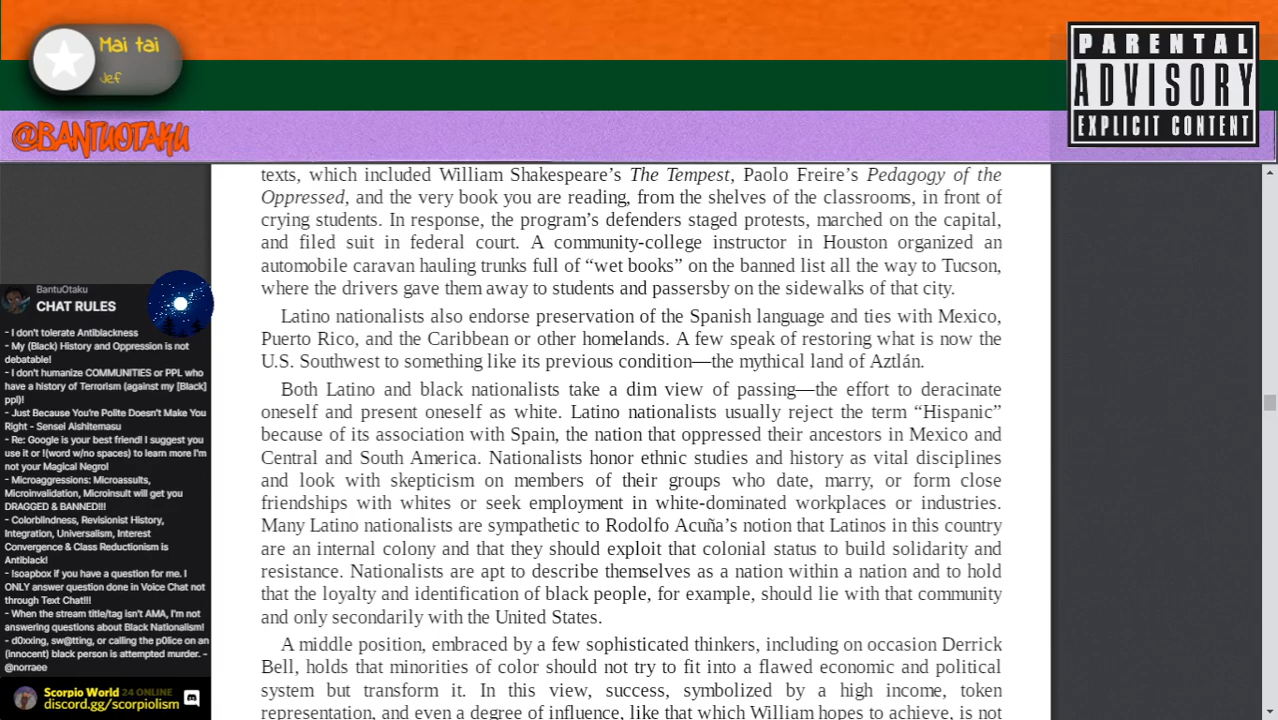 Mai tai
Jef
PARENTAL
ADVISORY
EXPLICIT CONTENT
@BANTUOTAKU
texts, which included William Shakespeare’s The Tempest, Paolo Freire’s Pedagogy of the
Oppressed, and the very book you are reading, from the shelves of the classrooms, in front of
crying students. In response, the program’s defenders staged protests, marched on the capital,
and filed suit in federal court. A community-college instructor in Houston organized an
automobile caravan hauling trunks full of “wet books” on the banned list all the way to Tucson,
where the drivers gave them away to students and passersby on the sidewalks of that city.
Latino nationalists also endorse preservation of the Spanish language and ties with Mexico,
Puerto Rico, and the Caribbean or other homelands. A few speak of restoring what is now the
U.S. Southwest to something like its previous condition—the mythical land of Aztlán.
Both Latino and black nationalists take a dim view of passing—the effort to deracinate
oneself and present oneself as white. Latino nationalists usually reject the term “Hispanic”
because of its association with Spain, the nation that oppressed their ancestors in Mexico and
Central and South America. Nationalists honor ethnic studies and history as vital disciplines
and look with skepticism on members of their groups who date, marry, or form close
friendships with whites or seek employment in white-dominated workplaces or industries.
Many Latino nationalists are sympathetic to Rodolfo Acuña’s notion that Latinos in this country
are an internal colony and that they should exploit that colonial status to build solidarity and
resistance. Nationalists are apt to describe themselves as a nation within a nation and to hold
that the loyalty and identification of black people, for example, should lie with that community
and only secondarily with the United States.
A middle position, embraced by a few sophisticated thinkers, including on occasion Derrick
Bell, holds that minorities of color should not try to fit into a flawed economic and political
system but transform it. In this view, success, symbolized by a high income, token
representation, and even a degree of influence, like that which William hopes to achieve, is not
BantuOtaku
CHAT RULES
- I don't tolerate Antiblackness
- My (Black) History and Oppression is not
debatable!
- I don't humanize COMMUNITIES or PPL who
have a history of Terrorism (against my [Black]
ppl)!
- Just Because You're Polite Doesn't Make You
Right - Sensei Aishitemasu
- Re: Google is your best friend! I suggest you
use it or !(word w/no spaces) to learn more I'm
not your Magical Negro!
- Microaggressions: Microassults,
Microinvalidation, Microinsult will get you
DRAGGED & BANNED!!!
- Colorblindness, Revisionist History,
Integration, Universalism, Interest
Convergence & Class Reductionism is
Antiblack!
- !soapbox if you have a question for me. I
ONLY answer question done in Voice Chat not
through Text Chat!!!
- When the stream title/tag isn't AMA, I'm not
answering questions about Black Nationalism!
- d0xxing, sw@tting, or calling the p0lice on an
(innocent) black person is attempted murder. -
@norraee
Scorpio World 24 ONLINE
discord.gg/scorpiolism